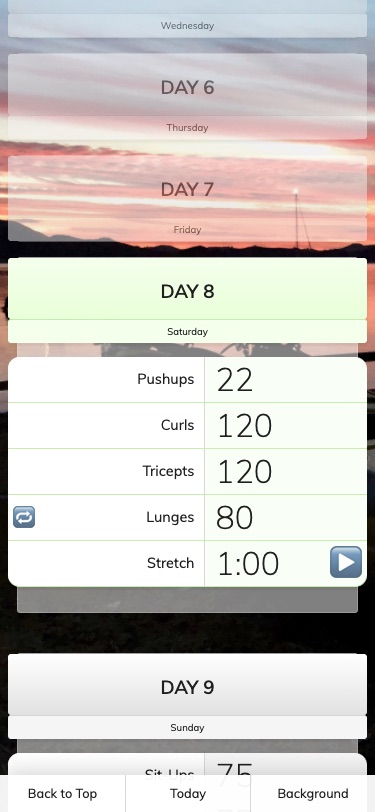 Wednesday
DAY 6
Thursday
DAY 7
Friday
DAY 8
Saturday
Pushups 22
Curls 120
Tricepts 120
Lunges 80
Stretch 1:00
DAY 9
Sunday
Sit-Ups 75
Back to Top Today Background